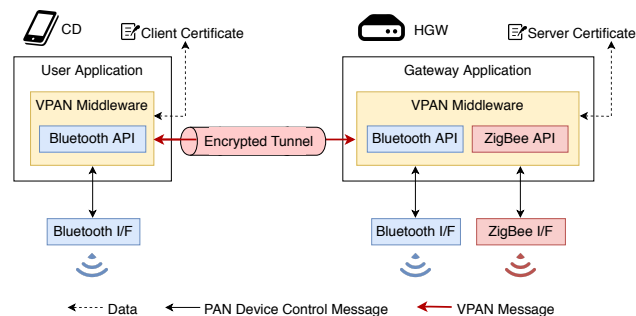 CD
Client Certificate
HGW
Server Certificate
User Application
Gateway Application
VPAN Middleware
VPAN Middleware
Bluetooth API
Encrypted Tunnel
Bluetooth API
ZigBee API
Bluetooth I/F
Bluetooth I/F
ZigBee I/F
Data
PAN Device Control Message
VPAN Message